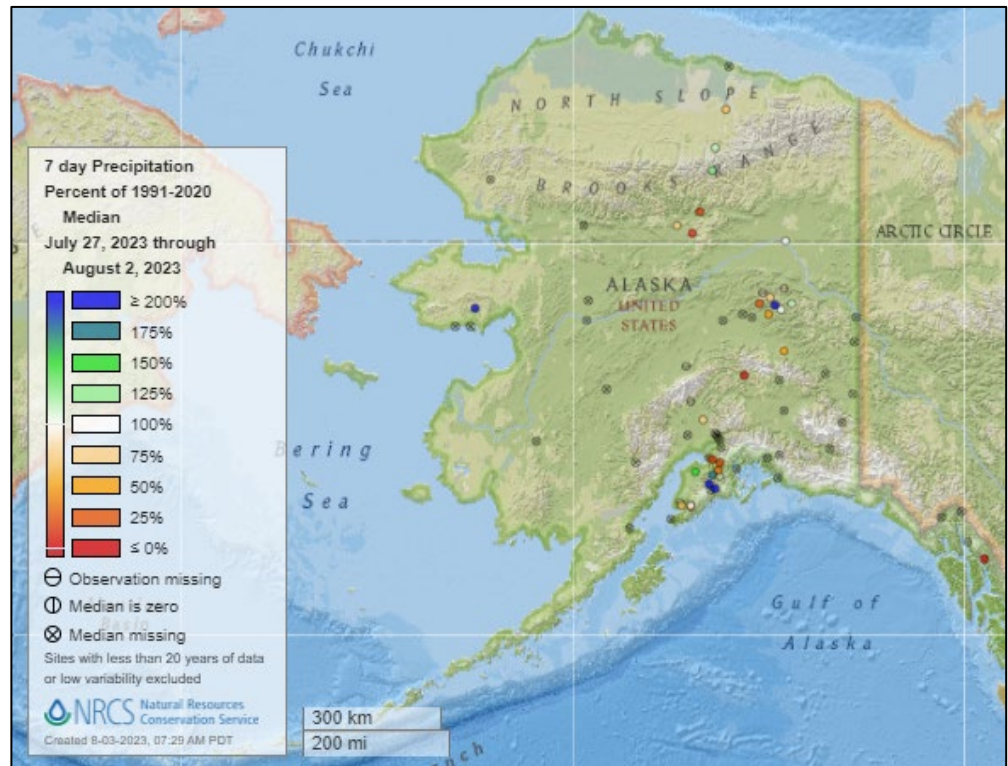 Chukchi
Sea
NORTH SLOPE
BROOKS RANGE
ARCTIC CIRCLE
ALASKA
UNITED
STATES
Bering
Sea
Gulf of
Alaska
7 day Precipitation
Percent of 1991-2020
Median
July 27, 2023 through
August 2, 2023
≥ 200%
175%
150%
125%
100%
75%
50%
25%
≤ 0%
Observation missing
Median is zero
Median missing
Sites with less than 20 years of data
or low variability excluded
NRCS Natural Resources
Conservation Service
Created 8-03-2023, 07:29 AM PDT
300 km
200 mi